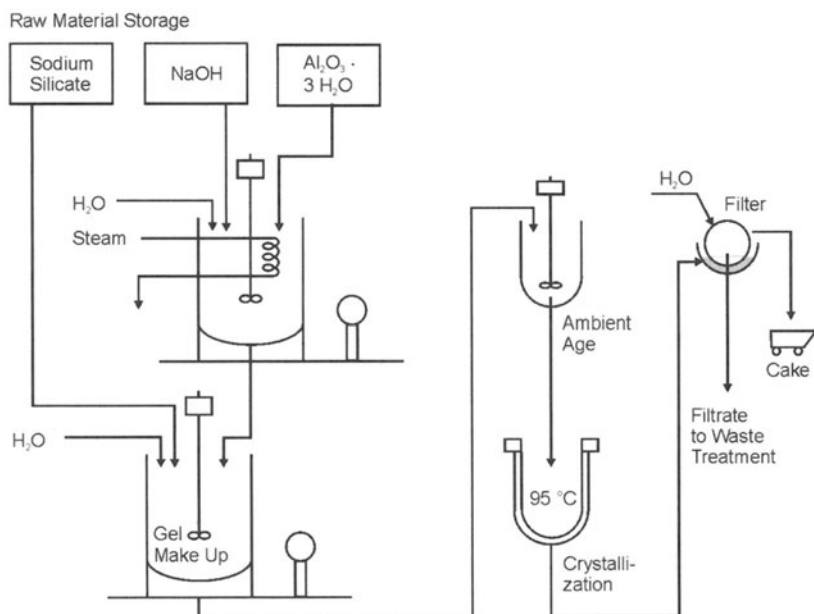 Raw Material Storage
Sodium
Silicate
NaOH
Al₂O₃ ·
3 H₂O
H₂O
Steam
H₂O
Gel
Make Up
Ambient
Age
95 °C
Crystalli-
zation
H₂O
Filter
Cake
Filtrate
to Waste
Treatment